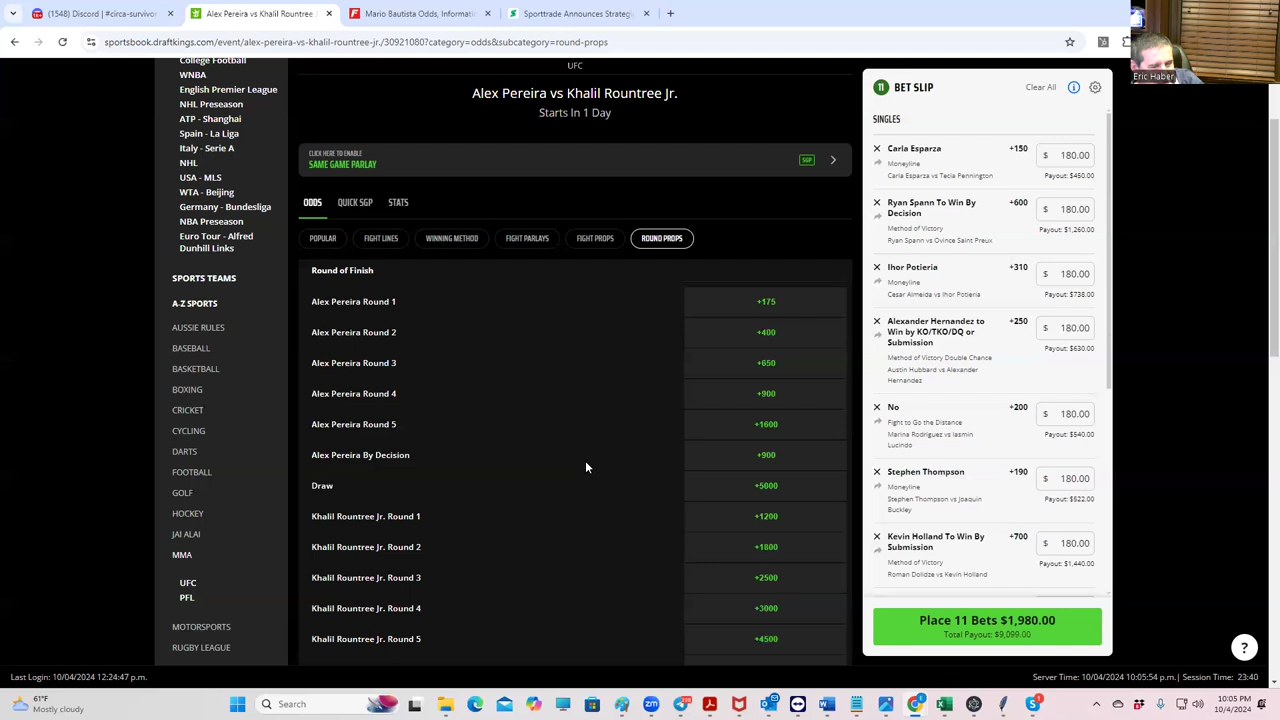 (1548) Discord | #circa-survivor
Alex Pereira vs Khalil Rountree J
Mario Bautista Odds, Informati
Sporttrade Announces Strategi
sportsbook.draftkings.com/event/alex-pereira-vs-khalil-rountree-jr./30921089?category=odds&subcategory=round-props
Eric Haber
College Football
WNBA
English Premier League
NHL Preseason
ATP - Shanghai
Spain - La Liga
Italy - Serie A
NHL
USA - MLS
WTA - Beijing
Germany - Bundesliga
NBA Preseason
Euro Tour - Alfred
Dunhill Links
SPORTS TEAMS
A-Z SPORTS
AUSSIE RULES
BASEBALL
BASKETBALL
BOXING
CRICKET
CYCLING
DARTS
FOOTBALL
GOLF
HOCKEY
JAI ALAI
MMA
UFC
PFL
MOTORSPORTS
RUGBY LEAGUE
UFC
Alex Pereira vs Khalil Rountree Jr.
Starts In 1 Day
CLICK HERE TO ENABLE
SAME GAME PARLAY
SGP
ODDS QUICK SGP STATS
POPULAR FIGHT LINES WINNING METHOD FIGHT PARLAYS FIGHT PROPS ROUND PROPS
Round of Finish
Alex Pereira Round 1 +175
Alex Pereira Round 2 +400
Alex Pereira Round 3 +650
Alex Pereira Round 4 +900
Alex Pereira Round 5 +1600
Alex Pereira By Decision +900
Draw +5000
Khalil Rountree Jr. Round 1 +1200
Khalil Rountree Jr. Round 2 +1800
Khalil Rountree Jr. Round 3 +2500
Khalil Rountree Jr. Round 4 +3000
Khalil Rountree Jr. Round 5 +4500
11 BET SLIP Clear All
SINGLES
Carla Esparza +150 $ 180.00
Moneyline
Carla Esparza vs Tecia Pennington Payout: $450.00
Ryan Spann To Win By +600 $ 180.00
Decision
Method of Victory Payout: $1,260.00
Ryan Spann vs Ovince Saint Preux
Ihor Potieria +310 $ 180.00
Moneyline
Cesar Almeida vs Ihor Potieria Payout: $738.00
Alexander Hernandez to +250 $ 180.00
Win by KO/TKO/DQ or
Submission Payout: $630.00
Method of Victory Double Chance
Austin Hubbard vs Alexander
Hernandez
No +200 $ 180.00
Fight to Go the Distance
Marina Rodriguez vs Iasmin Payout: $540.00
Lucindo
Stephen Thompson +190 $ 180.00
Moneyline
Stephen Thompson vs Joaquin Payout: $522.00
Buckley
Kevin Holland To Win By +700 $ 180.00
Submission
Method of Victory Payout: $1,440.00
Roman Dolidze vs Kevin Holland
Place 11 Bets $1,980.00
Total Payout: $9,099.00
?
Last Login: 10/04/2024 12:24:47 p.m.
Server Time: 10/04/2024 10:05:54 p.m.| Session Time: 23:40
61°F
Mostly cloudy
Search
10:05 PM
10/4/2024